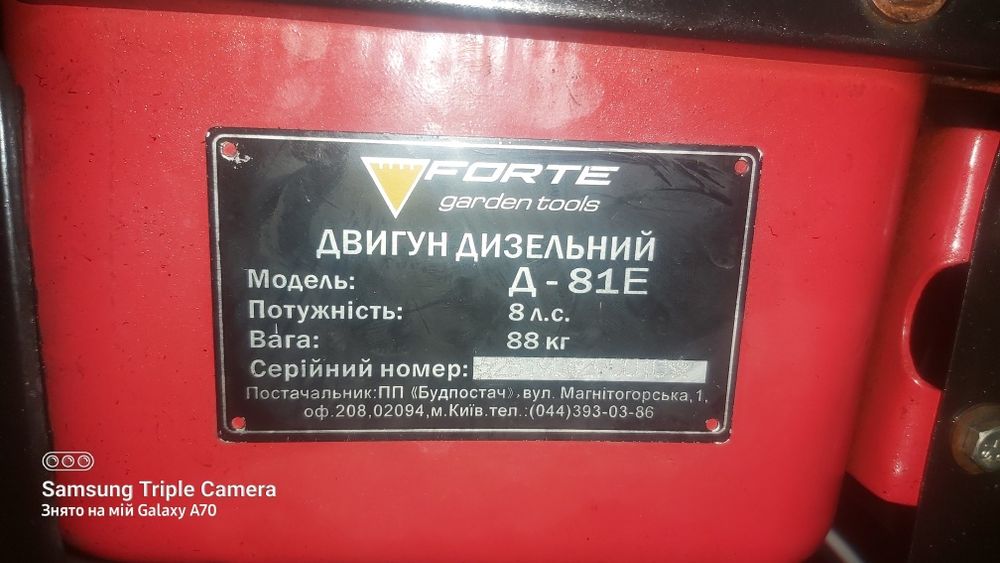 FORTE
garden tools
ДВИГУН ДИЗЕЛЬНИЙ
Модель: Д - 81Е
Потужність: 8 л.с.
Вага: 88 кг
Серійний номер:
Постачальник:ПП «Будпостач», вул. Магнітогорська,1,
оф.208,02094,м.Київ.тел.:(044)393-03-86
Samsung Triple Camera
Знято на мій Galaxy A70